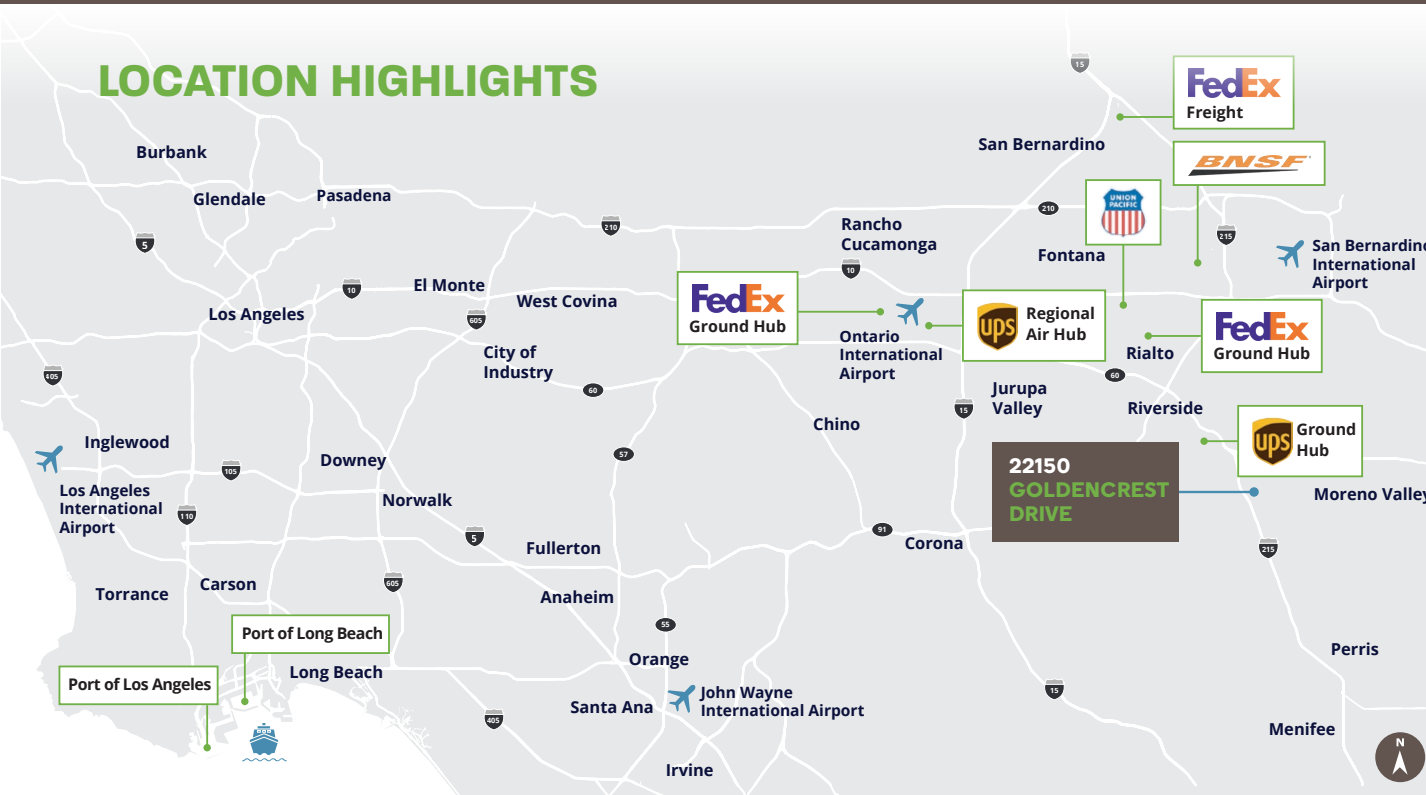 LOCATION HIGHLIGHTS
15
FedEx
Freight
San Bernardino
BNSF
Burbank
Glendale
Pasadena
UNION
PACIFIC
210
5
210
Rancho
Cucamonga
215
Fontana
San Bernardino
International
Airport
10
10
El Monte
West Covina
FedEx
Ground Hub
ups
Regional
Air Hub
FedEx
Ground Hub
Los Angeles
605
Ontario
International
Airport
Rialto
City of
Industry
405
60
60
Jurupa
Valley
15
Riverside
Chino
ups
Ground
Hub
Inglewood
57
Downey
105
22150
GOLDENCREST
DRIVE
Los Angeles
International
Airport
Norwalk
Moreno Valley
110
5
91
Corona
Fullerton
215
Torrance
Carson
605
Anaheim
55
Port of Long Beach
Orange
Perris
Port of Los Angeles
Long Beach
15
John Wayne
International Airport
Santa Ana
405
Menifee
N
Irvine